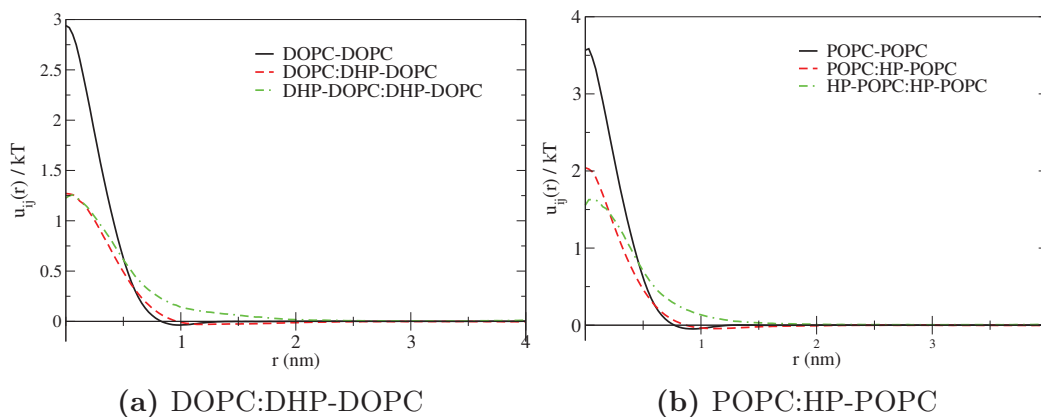 3
2.5
2
1.5
1
0.5
0
u_ij(r) / kT
DOPC-DOPC
DOPC:DHP-DOPC
DHP-DOPC:DHP-DOPC
0 1 2 3 4
r (nm)
(a) DOPC:DHP-DOPC
4
3
2
1
0
u_ij(r) / kT
POPC-POPC
POPC:HP-POPC
HP-POPC:HP-POPC
0 1 2 3
r (nm)
(b) POPC:HP-POPC